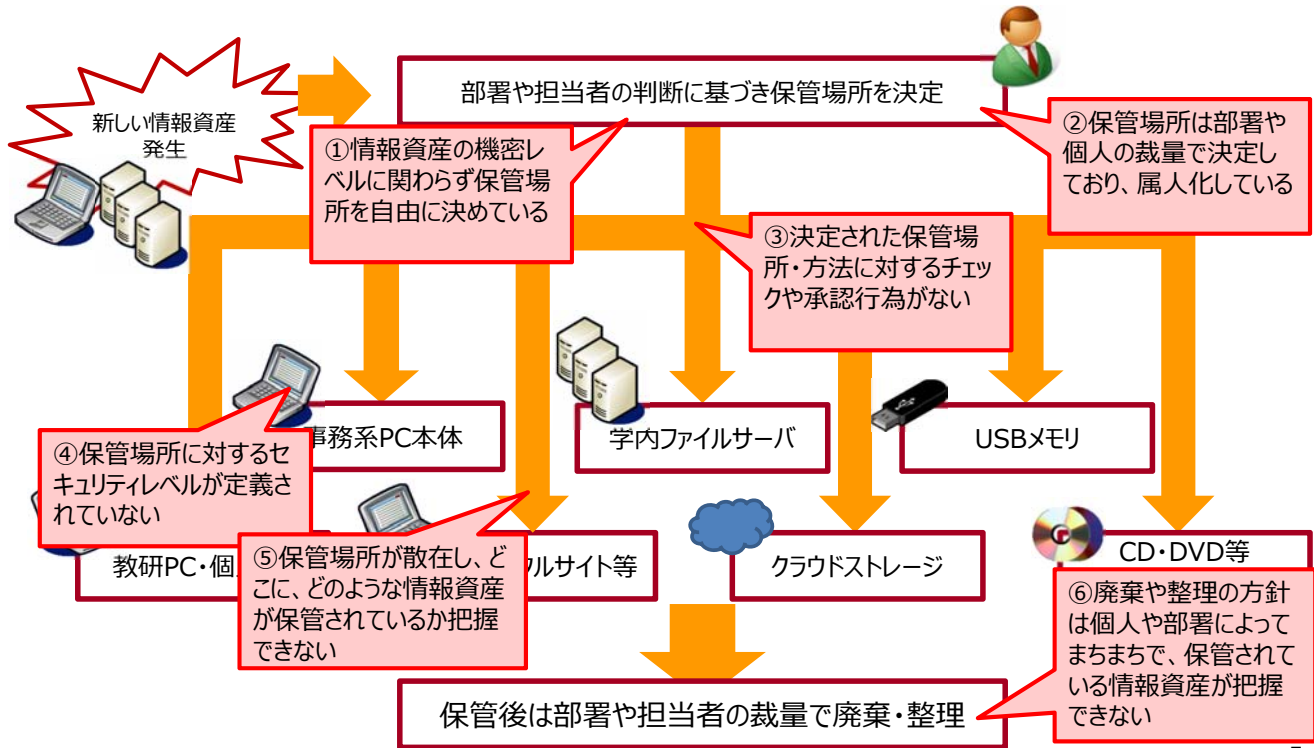 部署や担当者の判断に基づき保管場所を決定
新しい情報資産
発生
①情報資産の機密レ
ベルに関わらず保管場
所を自由に決めている
②保管場所は部署や
個人の裁量で決定し
ており、属人化している
③決定された保管場
所・方法に対するチェッ
クや承認行為がない
事務系PC本体
学内ファイルサーバ
USBメモリ
④保管場所に対するセ
キュリティレベルが定義さ
れていない
教研PC・個
ルサイト等
クラウドストレージ
CD・DVD等
⑤保管場所が散在し、ど
こに、どのような情報資産
が保管されているか把握
できない
⑥廃棄や整理の方針
は個人や部署によって
まちまちで、保管されて
いる情報資産が把握
できない
保管後は部署や担当者の裁量で廃棄・整理